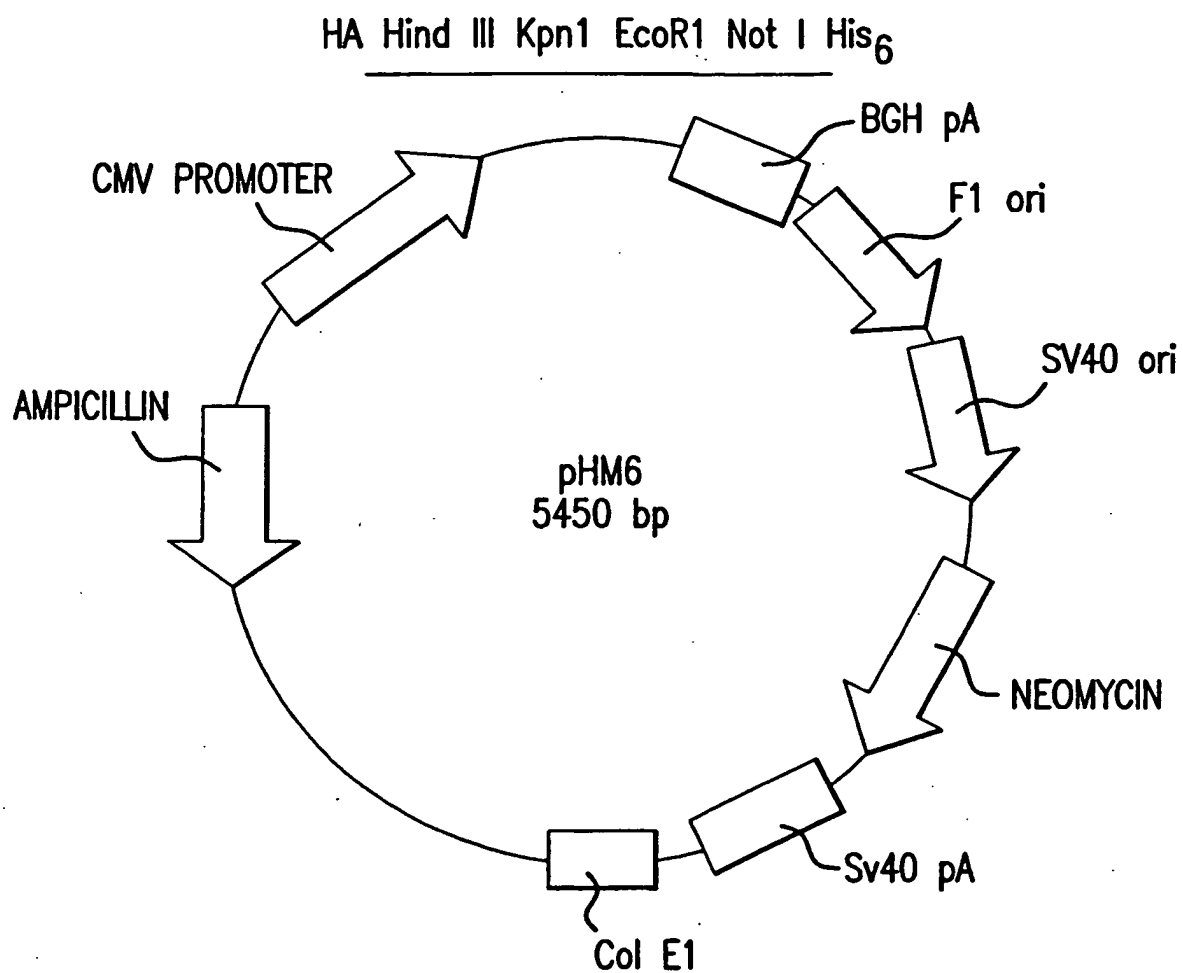 HA Hind III Kpn1 EcoR1 Not I His6
BGH pA
CMV PROMOTER
F1 ori
SV40 ori
AMPICILLIN
pHM6
5450 bp
NEOMYCIN
Sv40 pA
Col E1